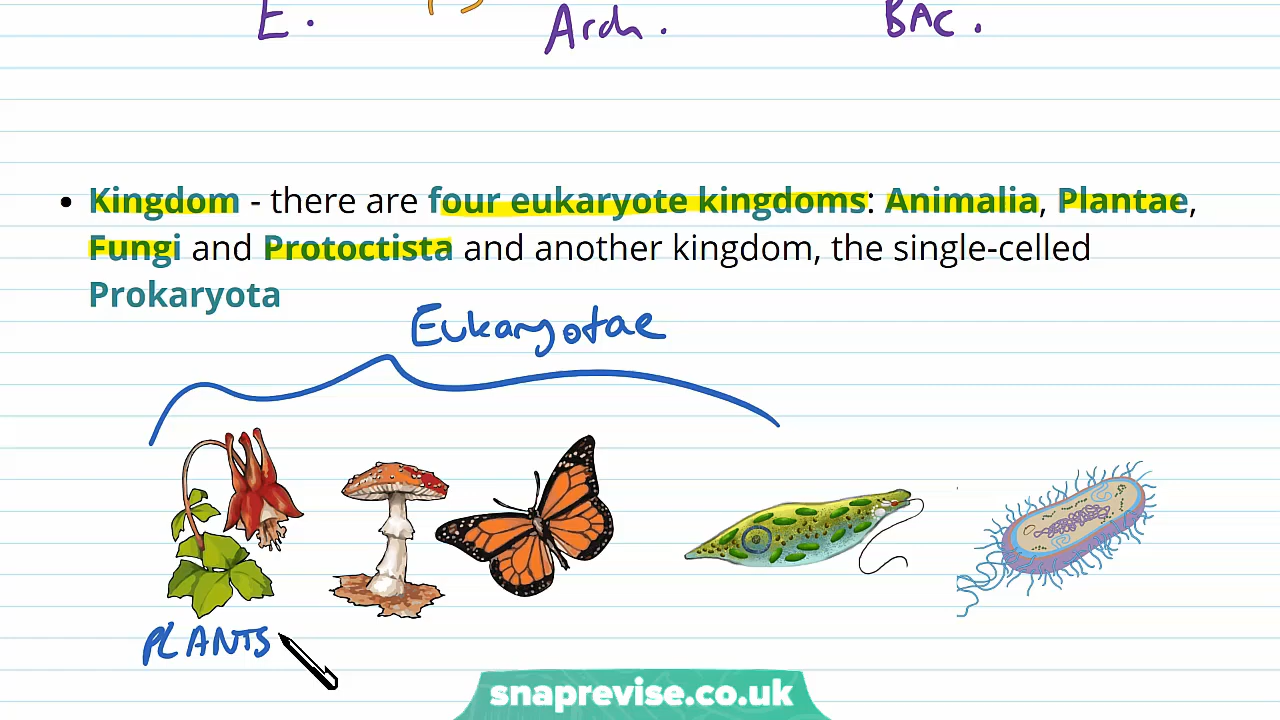 E. Arch. BAC.
• Kingdom - there are four eukaryote kingdoms: Animalia, Plantae,
Fungi and Protoctista and another kingdom, the single-celled
Prokaryota
Eukaryotae
PLANTS
snaprevise.co.uk